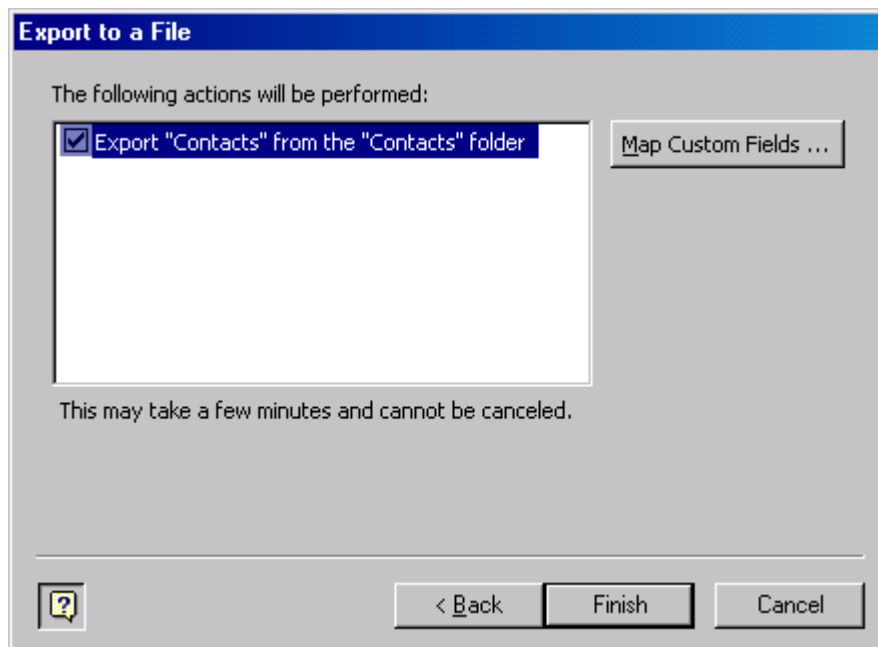 Export to a File
The following actions will be performed:
Export "Contacts" from the "Contacts" folder
Map Custom Fields ...
This may take a few minutes and cannot be canceled.
?
< Back
Finish
Cancel